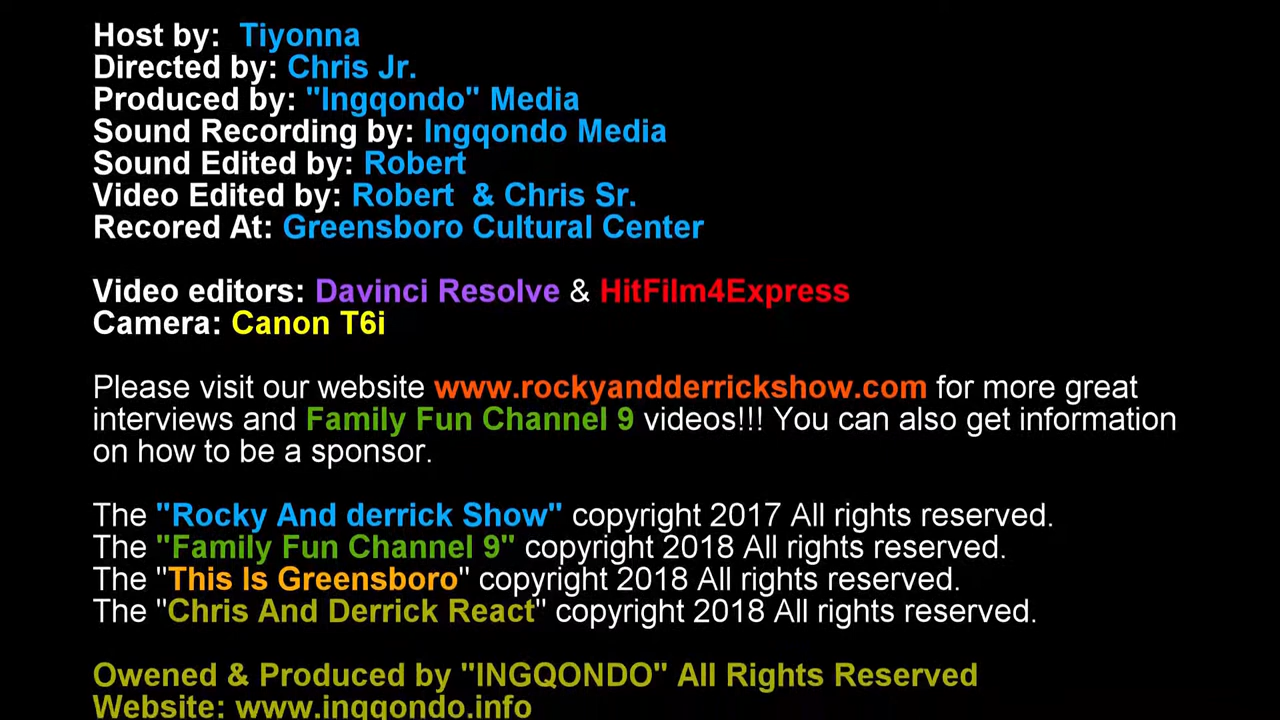 Host by:  Tiyonna
Directed by: Chris Jr.
Produced by: "Ingqondo" Media
Sound Recording by: Ingqondo Media
Sound Edited by: Robert
Video Edited by: Robert  & Chris Sr.
Recored At: Greensboro Cultural Center
Video editors: Davinci Resolve & HitFilm4Express
Camera: Canon T6i
Please visit our website www.rockyandderrickshow.com for more great
interviews and Family Fun Channel 9 videos!!! You can also get information
on how to be a sponsor.
The "Rocky And derrick Show" copyright 2017 All rights reserved.
The "Family Fun Channel 9" copyright 2018 All rights reserved.
The "This Is Greensboro" copyright 2018 All rights reserved.
The "Chris And Derrick React" copyright 2018 All rights reserved.
Owened & Produced by "INGQONDO" All Rights Reserved
Website: www.ingqondo.info